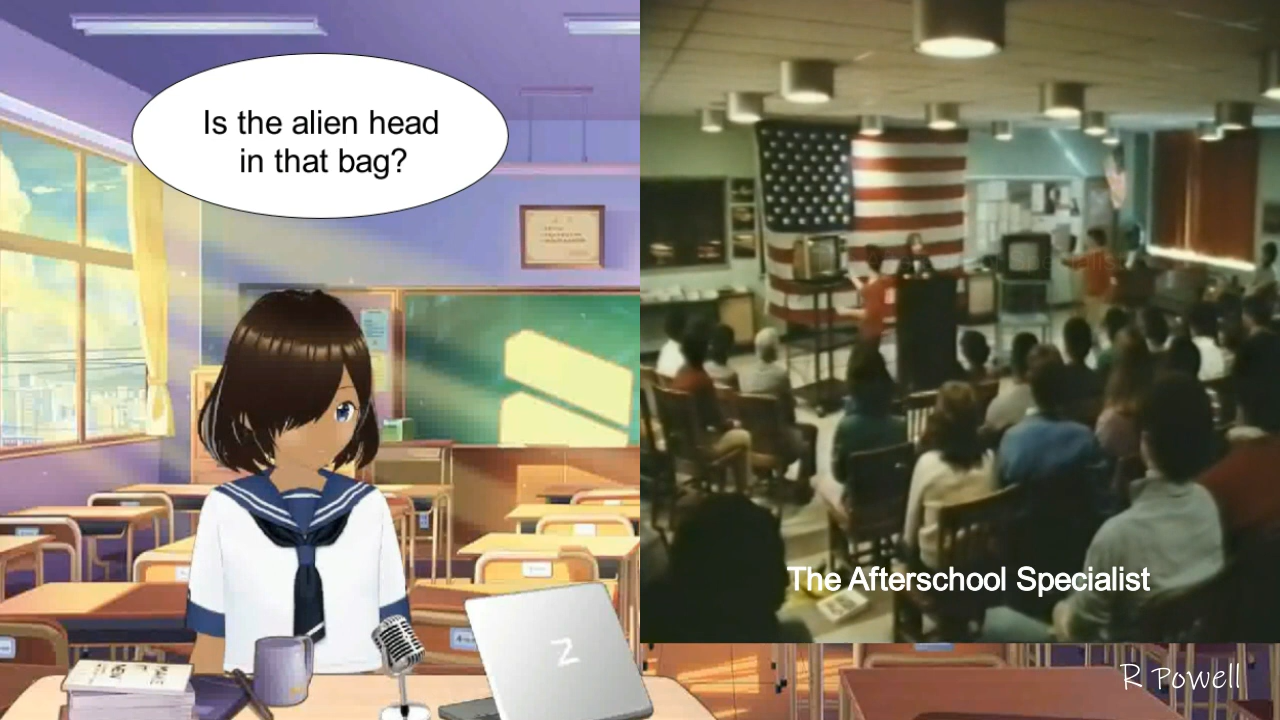 Is the alien head
in that bag?
The Afterschool Specialist
Z
R Powell